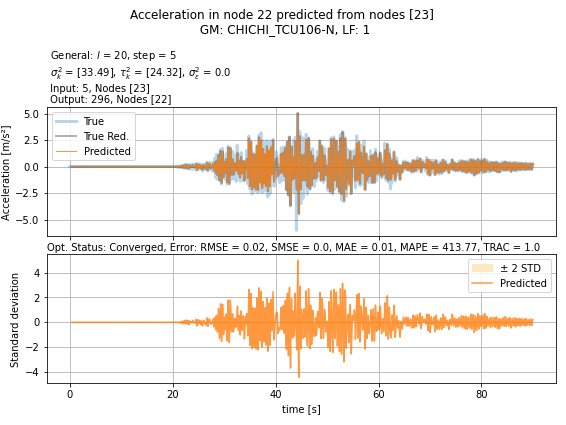 Acceleration in node 22 predicted from nodes [23]
GM: CHICHI_TCU106-N, LF: 1
General: l = 20, step = 5
σ²ₖ = [33.49], τ²ₖ = [24.32], σ²ε = 0.0
Input: 5, Nodes [23]
Output: 296, Nodes [22]
Acceleration [m/s²]
5.0
2.5
0.0
−2.5
−5.0
True
True Red.
Predicted
Opt. Status: Converged, Error: RMSE = 0.02, SMSE = 0.0, MAE = 0.01, MAPE = 413.77, TRAC = 1.0
Standard deviation
4
2
0
−2
−4
± 2 STD
Predicted
0 20 40 60 80
time [s]